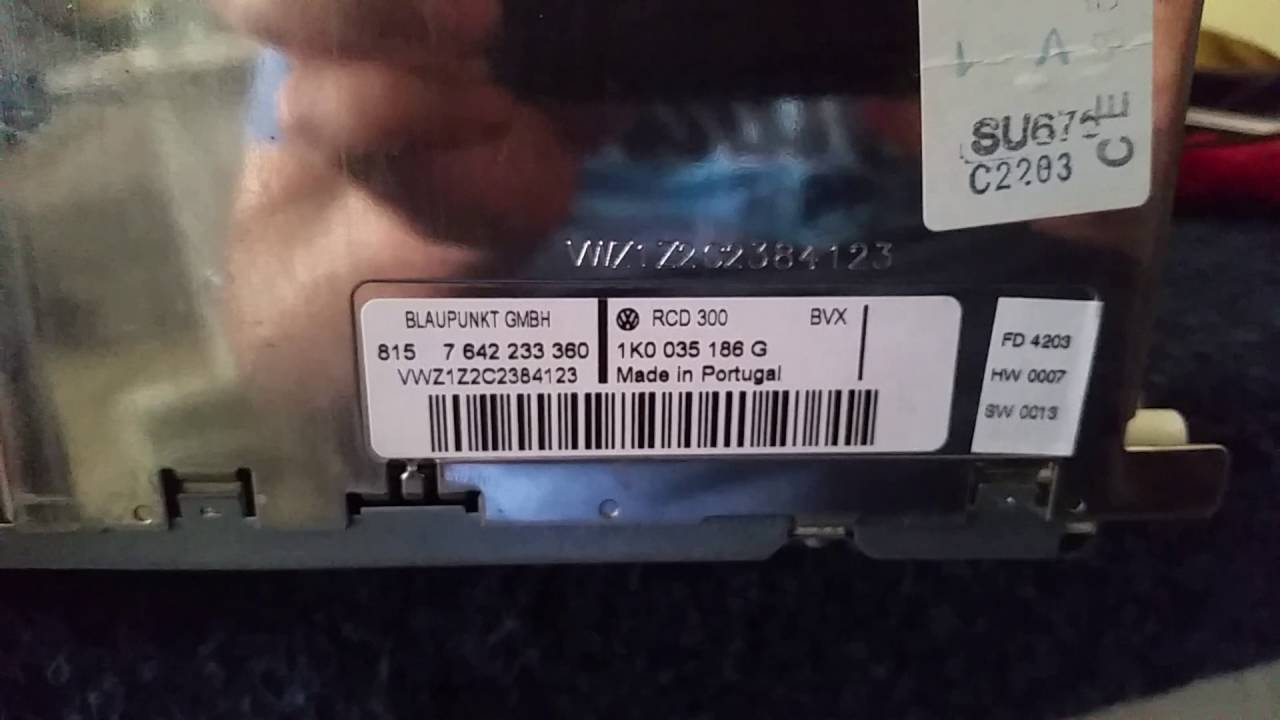 A
SU67
C2203
CE
VWZ1Z2C2384123
BLAUPUNKT GMBH
815 7 642 233 360
VWZ1Z2C2384123
RCD 300 BVX
1K0 035 186 G
Made in Portugal
FD 4203
HW 0007
SW 0013